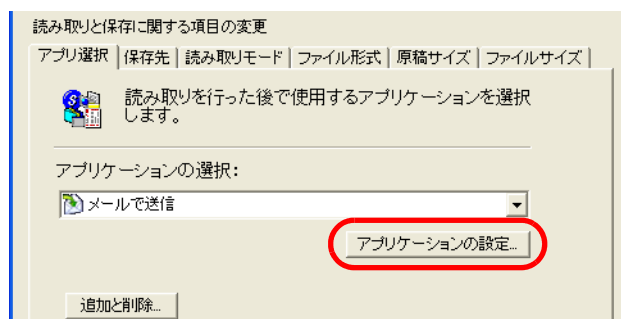 読み取りと保存に関する項目の変更
アプリ選択 保存先 読み取りモード ファイル形式 原稿サイズ ファイルサイズ
読み取りを行った後で使用するアプリケーションを選択
します。
アプリケーションの選択:
メールで送信
アプリケーションの設定...
追加と削除...